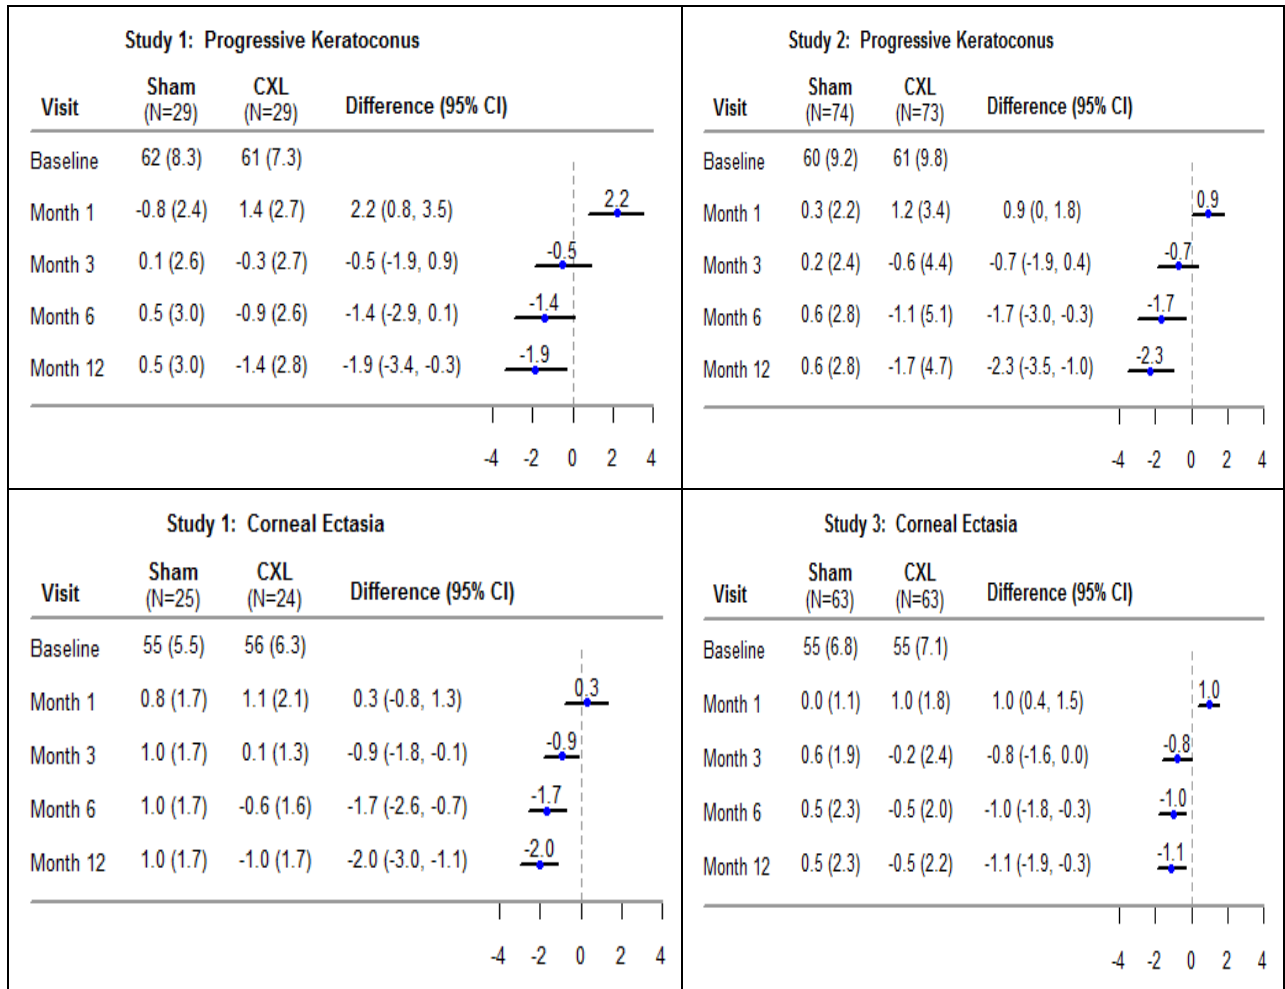 Study 1: Progressive Keratoconus
Visit Sham (N=29) CXL (N=29) Difference (95% CI)
Baseline 62 (8.3) 61 (7.3)
Month 1 -0.8 (2.4) 1.4 (2.7) 2.2 (0.8, 3.5) 2.2
Month 3 0.1 (2.6) -0.3 (2.7) -0.5 (-1.9, 0.9) -0.5
Month 6 0.5 (3.0) -0.9 (2.6) -1.4 (-2.9, 0.1) -1.4
Month 12 0.5 (3.0) -1.4 (2.8) -1.9 (-3.4, -0.3) -1.9
-4 -2 0 2 4
Study 2: Progressive Keratoconus
Visit Sham (N=74) CXL (N=73) Difference (95% CI)
Baseline 60 (9.2) 61 (9.8)
Month 1 0.3 (2.2) 1.2 (3.4) 0.9 (0, 1.8) 0.9
Month 3 0.2 (2.4) -0.6 (4.4) -0.7 (-1.9, 0.4) -0.7
Month 6 0.6 (2.8) -1.1 (5.1) -1.7 (-3.0, -0.3) -1.7
Month 12 0.6 (2.8) -1.7 (4.7) -2.3 (-3.5, -1.0) -2.3
-4 -2 0 2 4
Study 1: Corneal Ectasia
Visit Sham (N=25) CXL (N=24) Difference (95% CI)
Baseline 55 (5.5) 56 (6.3)
Month 1 0.8 (1.7) 1.1 (2.1) 0.3 (-0.8, 1.3) 0.3
Month 3 1.0 (1.7) 0.1 (1.3) -0.9 (-1.8, -0.1) -0.9
Month 6 1.0 (1.7) -0.6 (1.6) -1.7 (-2.6, -0.7) -1.7
Month 12 1.0 (1.7) -1.0 (1.7) -2.0 (-3.0, -1.1) -2.0
-4 -2 0 2 4
Study 3: Corneal Ectasia
Visit Sham (N=63) CXL (N=63) Difference (95% CI)
Baseline 55 (6.8) 55 (7.1)
Month 1 0.0 (1.1) 1.0 (1.8) 1.0 (0.4, 1.5) 1.0
Month 3 0.6 (1.9) -0.2 (2.4) -0.8 (-1.6, 0.0) -0.8
Month 6 0.5 (2.3) -0.5 (2.0) -1.0 (-1.8, -0.3) -1.0
Month 12 0.5 (2.3) -0.5 (2.2) -1.1 (-1.9, -0.3) -1.1
-4 -2 0 2 4